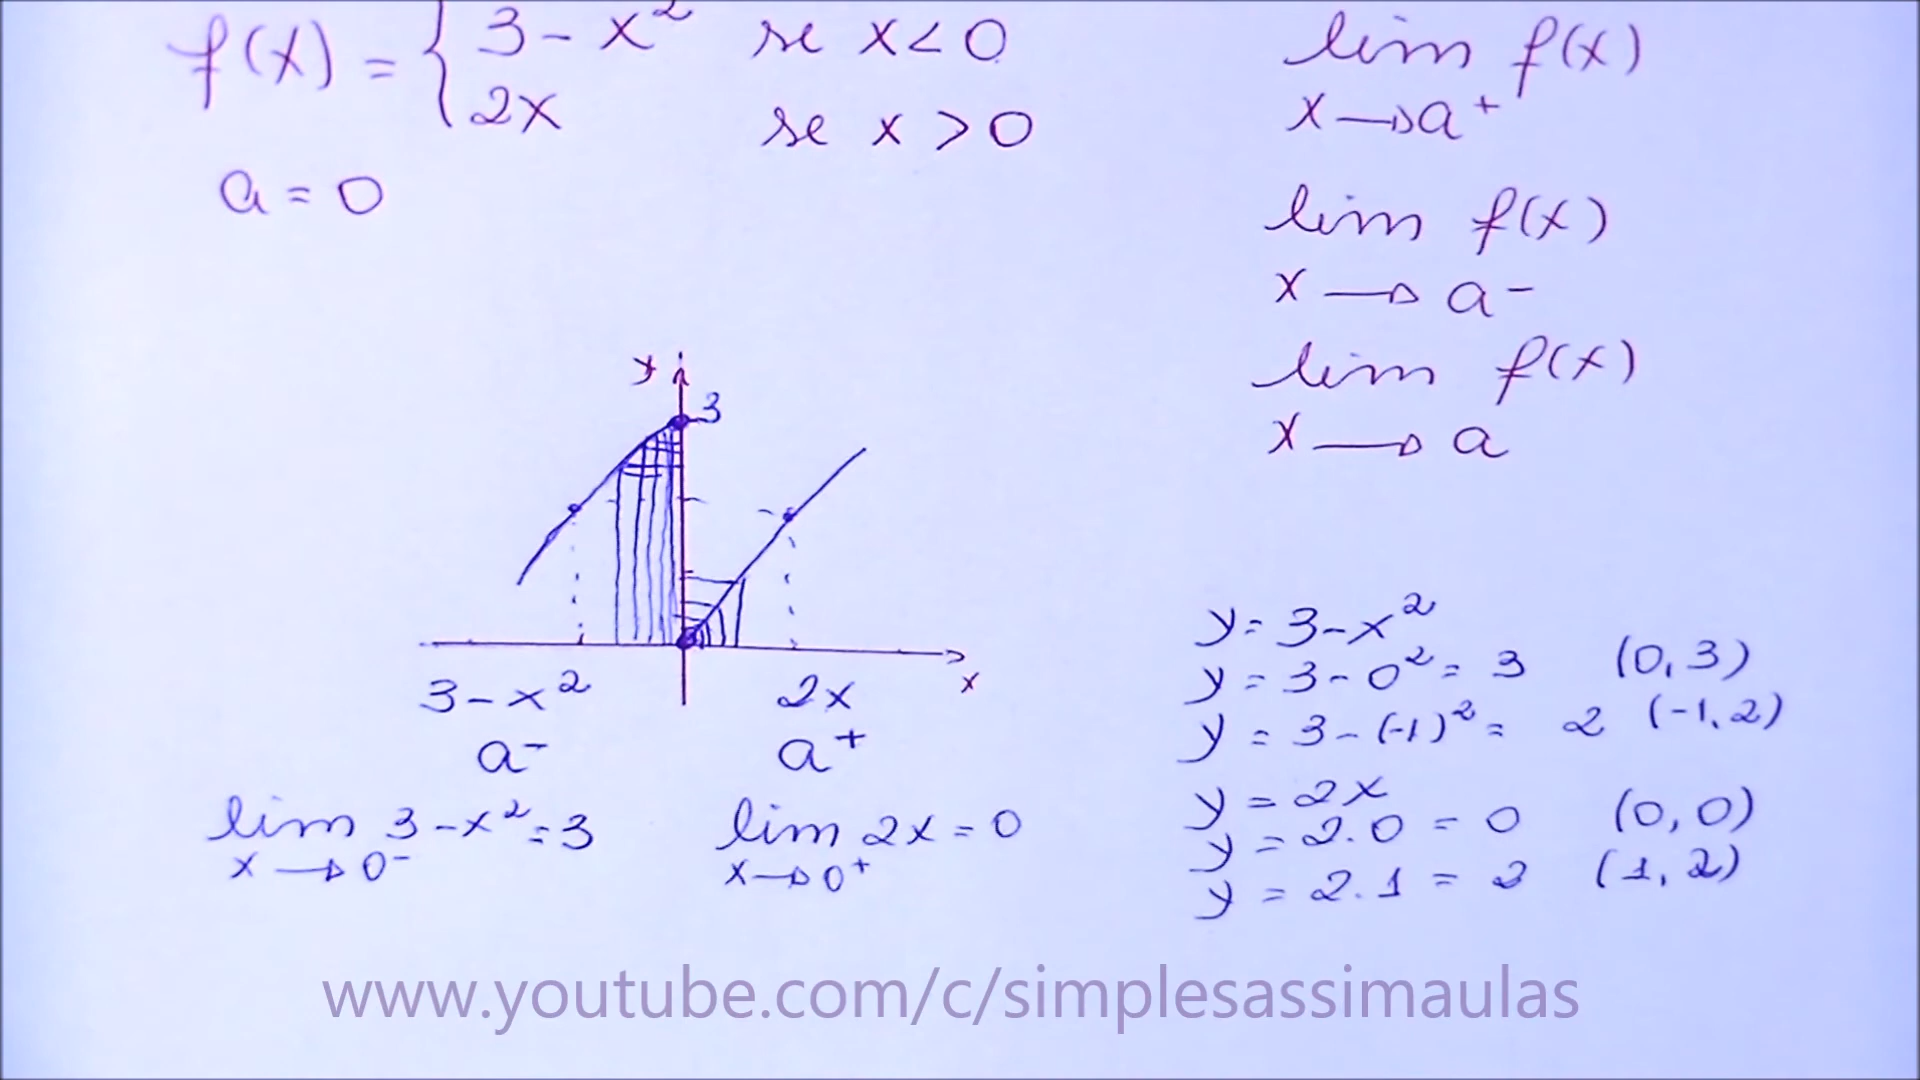 f(x) = { 3 - x² se x < 0
2x se x > 0
a = 0
lim f(x)
x → a⁺
lim f(x)
x → a⁻
lim f(x)
x → a
y
3
x
3 - x² 2x
a⁻ a⁺
lim 3 - x² = 3
x → 0⁻
lim 2x = 0
x → 0⁺
y = 3 - x²
y = 3 - 0² = 3 (0, 3)
y = 3 - (-1)² = 2 (-1, 2)
y = 2x
y = 2.0 = 0 (0, 0)
y = 2.1 = 2 (1, 2)
www.youtube.com/c/simplesassimaulas